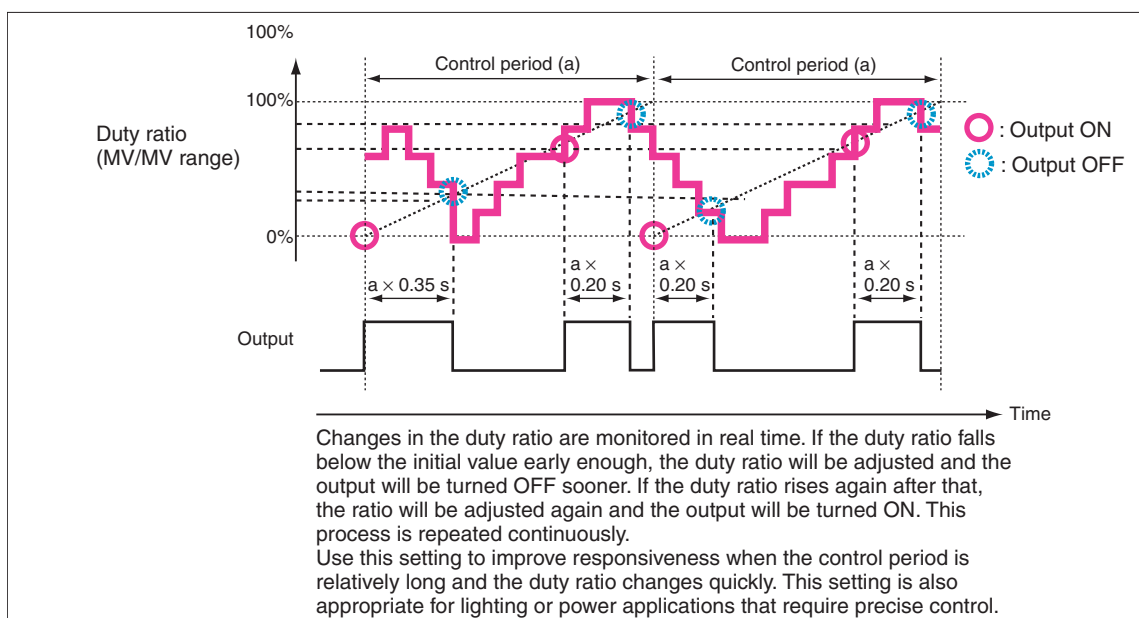 100%
Control period (a)
Control period (a)
100%
Duty ratio
(MV/MV range)
: Output ON
: Output OFF
0%
a × 0.35 s
a ×
0.20 s
a ×
0.20 s
a ×
0.20 s
Output
Time
Changes in the duty ratio are monitored in real time. If the duty ratio falls
below the initial value early enough, the duty ratio will be adjusted and the
output will be turned OFF sooner. If the duty ratio rises again after that,
the ratio will be adjusted again and the output will be turned ON. This
process is repeated continuously.
Use this setting to improve responsiveness when the control period is
relatively long and the duty ratio changes quickly. This setting is also
appropriate for lighting or power applications that require precise control.